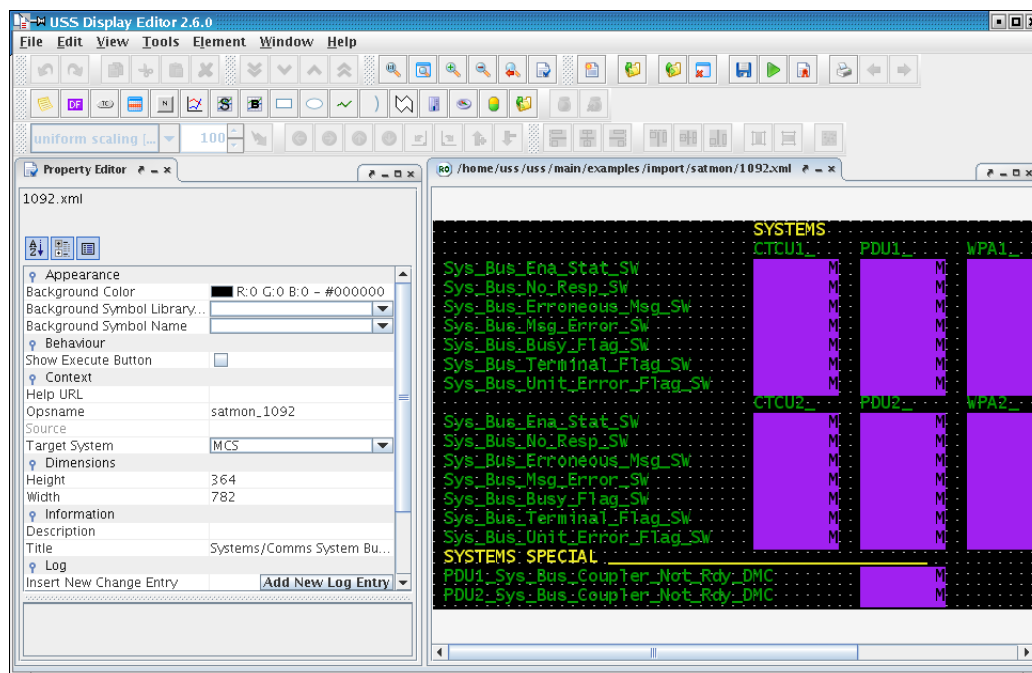 USS Display Editor 2.6.0
File Edit View Tools Element Window Help
DF TC N S B
uniform scaling [... 100
Property Editor
RO /home/uss/uss/main/examples/import/satmon/1092.xml
1092.xml
Appearance
Background Color R:0 G:0 B:0 - #000000
Background Symbol Library...
Background Symbol Name
Behaviour
Show Execute Button
Context
Help URL
Opsname satmon_1092
Source
Target System MCS
Dimensions
Height 364
Width 782
Information
Description
Title Systems/Comms System Bu...
Log
Insert New Change Entry Add New Log Entry
SYSTEMS
CTCU1_ PDU1_ WPA1_
Sys_Bus_Ena_Stat_SW M M
Sys_Bus_No_Resp_SW M M
Sys_Bus_Erroneous_Msg_SW M M
Sys_Bus_Msg_Error_SW M M
Sys_Bus_Busy_Flag_SW M M
Sys_Bus_Terminal_Flag_SW M M
Sys_Bus_Unit_Error_Flag_SW M M
CTCU2_ PDU2_ WPA2_
Sys_Bus_Ena_Stat_SW M M
Sys_Bus_No_Resp_SW M M
Sys_Bus_Erroneous_Msg_SW M M
Sys_Bus_Msg_Error_SW M M
Sys_Bus_Busy_Flag_SW M M
Sys_Bus_Terminal_Flag_SW M M
Sys_Bus_Unit_Error_Flag_SW M M
SYSTEMS SPECIAL
PDU1_Sys_Bus_Coupler_Not_Rdy_DMC M
PDU2_Sys_Bus_Coupler_Not_Rdy_DMC M